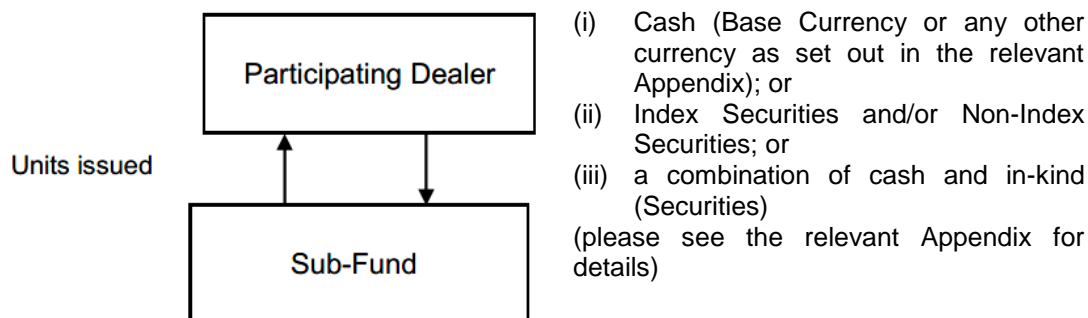 Participating Dealer
Units issued
Sub-Fund
(i) Cash (Base Currency or any other
currency as set out in the relevant
Appendix); or
(ii) Index Securities and/or Non-Index
Securities; or
(iii) a combination of cash and in-kind
(Securities)
(please see the relevant Appendix for
details)